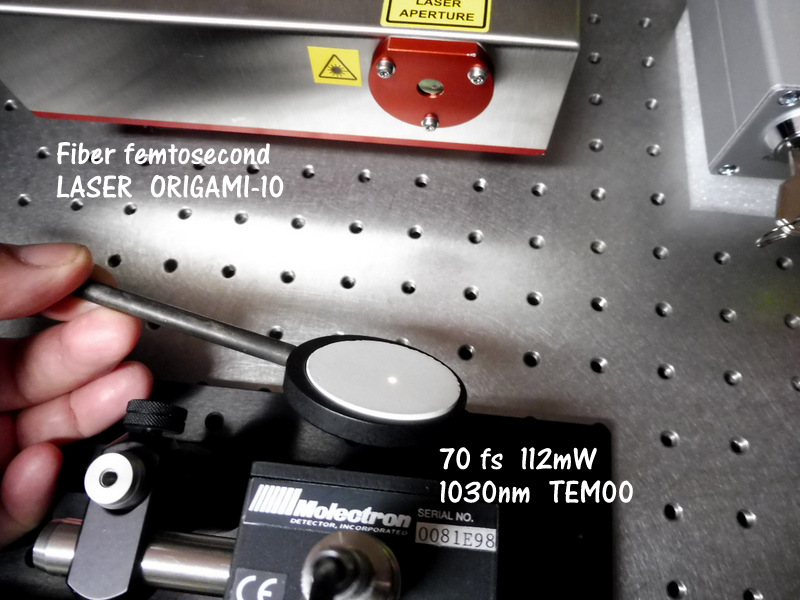 LASER
APERTURE
Fiber femtosecond
LASER ORIGAMI-10
70 fs 112mW
1030nm TEM00
Molectron
DETECTOR, INCORPORATED
SERIAL NO.
0081E98
CE